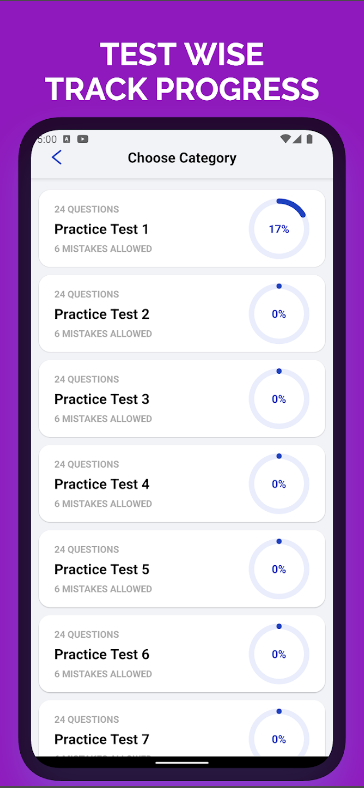 TEST WISE
TRACK PROGRESS
5:00
Choose Category
24 QUESTIONS
Practice Test 1
6 MISTAKES ALLOWED
17%
24 QUESTIONS
Practice Test 2
6 MISTAKES ALLOWED
0%
24 QUESTIONS
Practice Test 3
6 MISTAKES ALLOWED
0%
24 QUESTIONS
Practice Test 4
6 MISTAKES ALLOWED
0%
24 QUESTIONS
Practice Test 5
6 MISTAKES ALLOWED
0%
24 QUESTIONS
Practice Test 6
6 MISTAKES ALLOWED
0%
24 QUESTIONS
Practice Test 7
0%